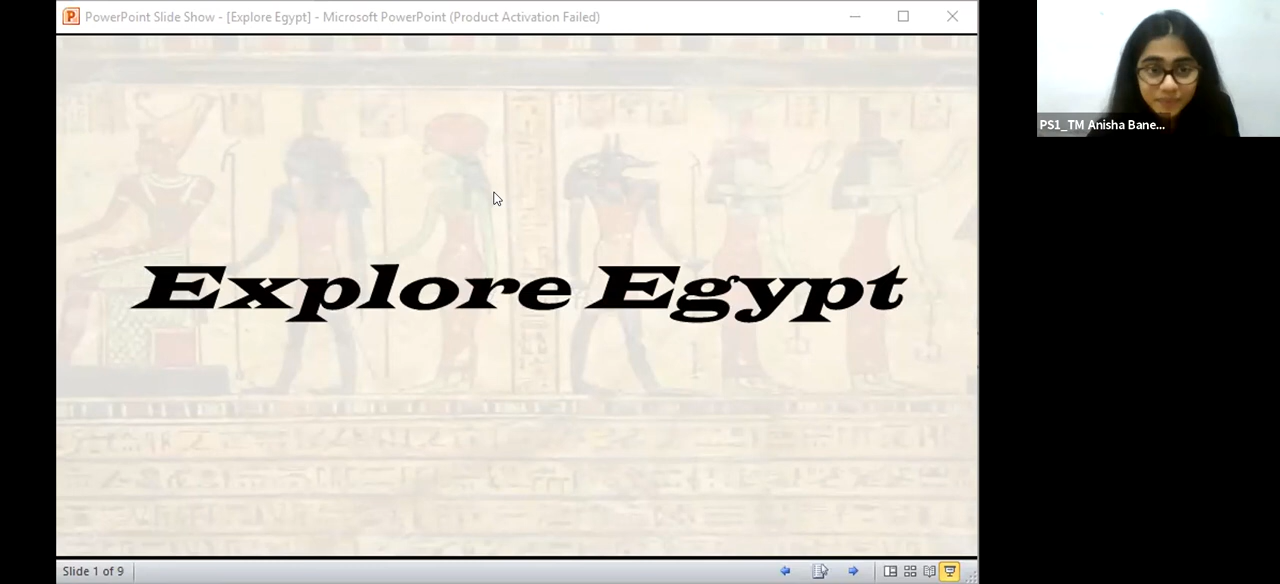 PowerPoint Slide Show - [Explore Egypt] - Microsoft PowerPoint (Product Activation Failed)
PS1_TM Anisha Bane...
Explore Egypt
Slide 1 of 9